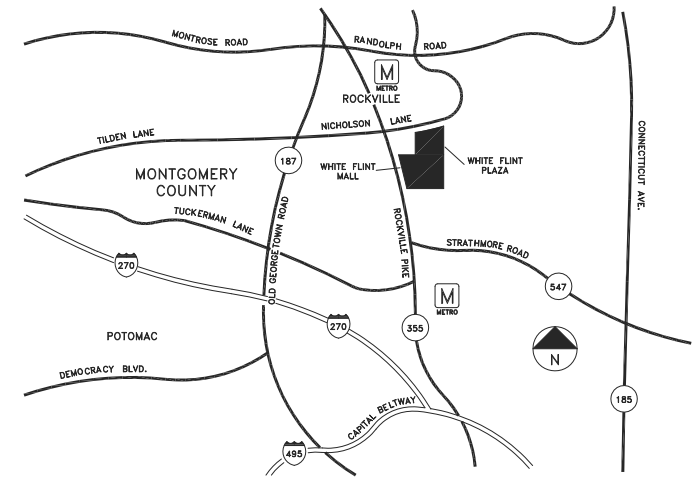 MONTROSE ROAD
RANDOLPH ROAD
M
METRO
ROCKVILLE
NICHOLSON LANE
TILDEN LANE
CONNECTTICUT AVE.
187
MONTGOMERY
COUNTY
WHITE FLINT
MALL
WHITE FLINT
PLAZA
TUCKERMAN LANE
OLD GEORGETOWN ROAD
ROCKVILLE PIKE
STRATHMORE ROAD
270
547
M
METRO
270
355
POTOMAC
N
DEMOCRACY BLVD.
185
CAPITAL BELTWAY
495